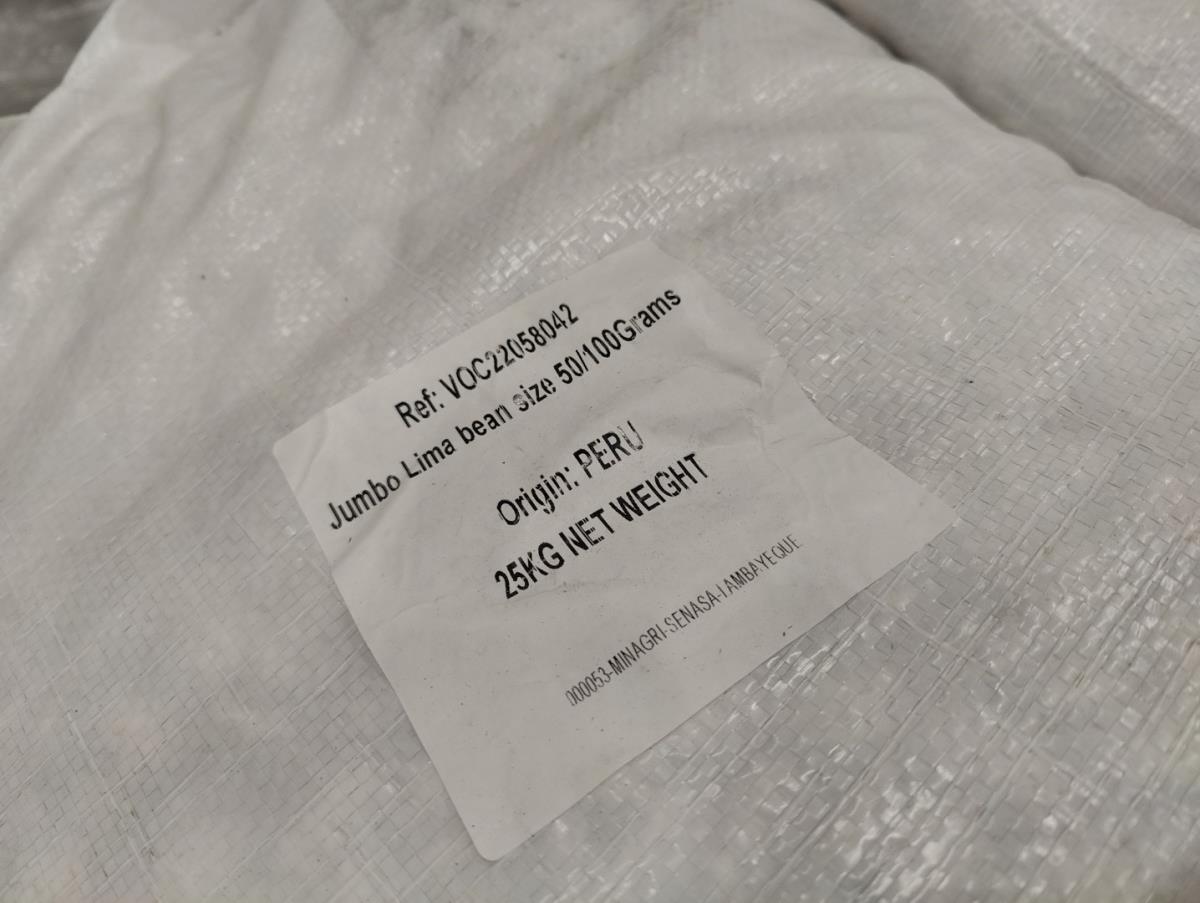 Ref: VOC22058042
Jumbo Lima bean size 50/100Grams
Origin: PERU
25KG NET WEIGHT
000053-MINAGRI-SENASA-LAMBAYEQUE